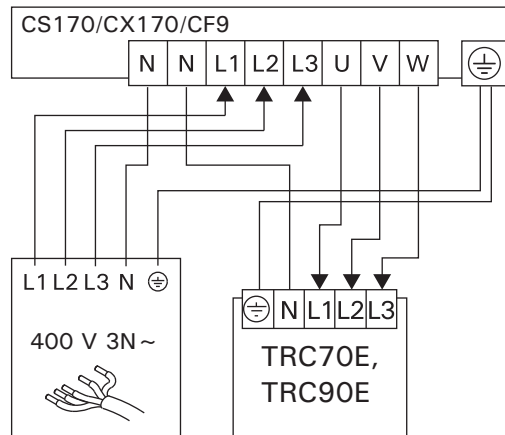 CS170/CX170/CF9
N N L1 L2 L3 U V W
L1 L2 L3 N
400 V 3N~
N L1 L2 L3
TRC70E,
TRC90E